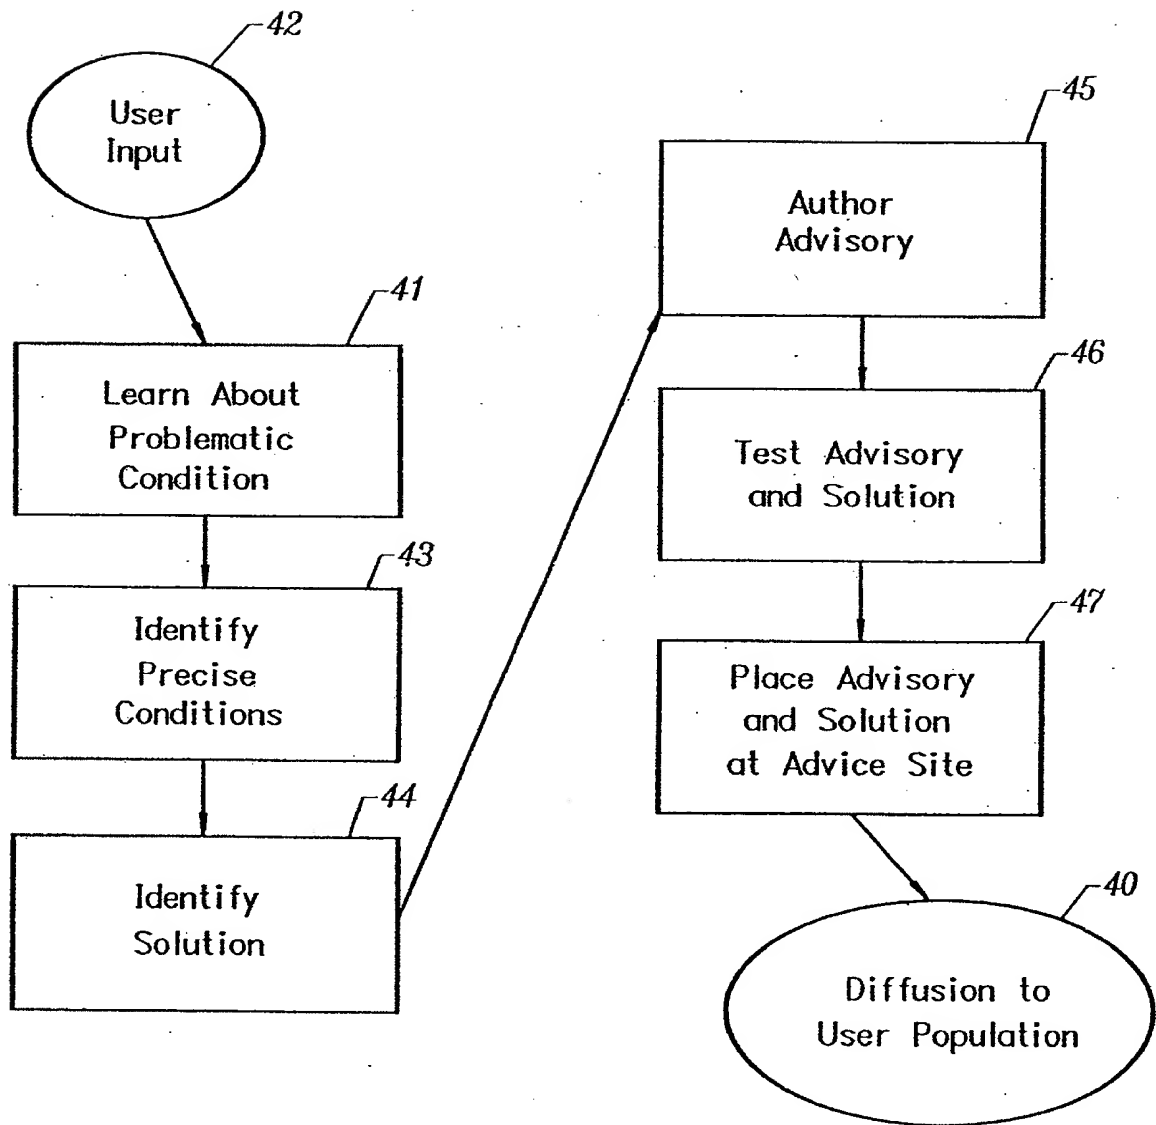 42
User
Input
41
Learn About
Problematic
Condition
43
Identify
Precise
Conditions
44
Identify
Solution
45
Author
Advisory
46
Test Advisory
and Solution
47
Place Advisory
and Solution
at Advice Site
40
Diffusion to
User Population